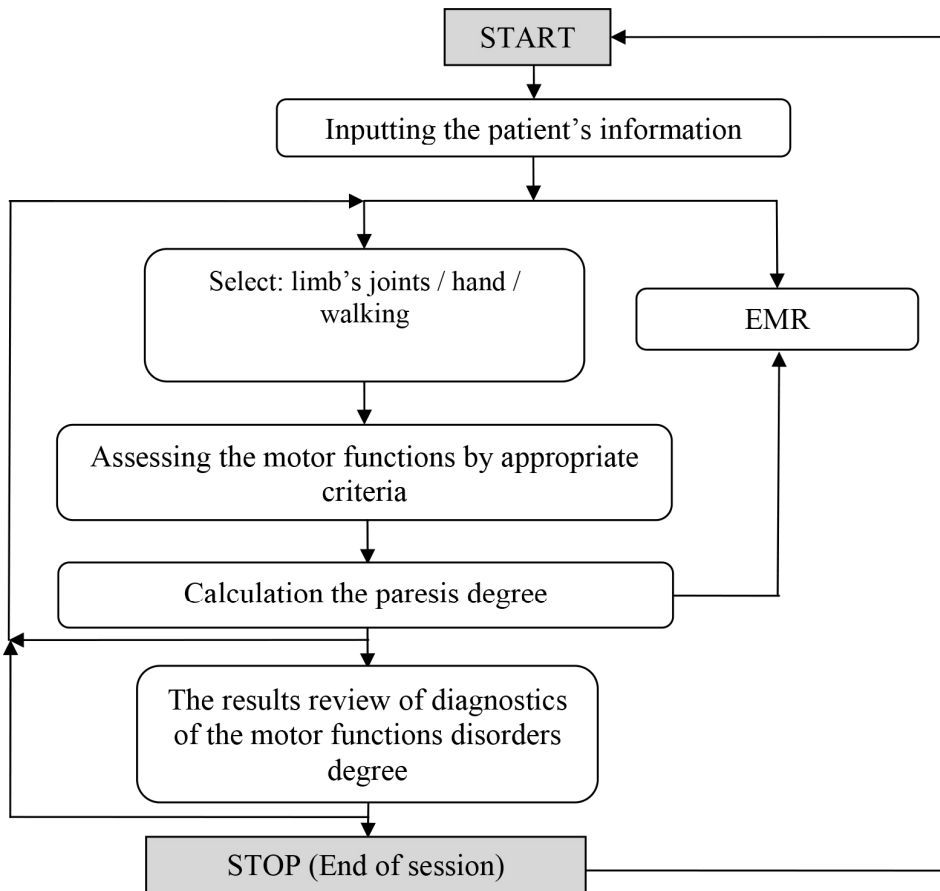 START
Inputting the patient’s information
Select: limb’s joints / hand /
walking
EMR
Assessing the motor functions by appropriate
criteria
Calculation the paresis degree
The results review of diagnostics
of the motor functions disorders
degree
STOP (End of session)